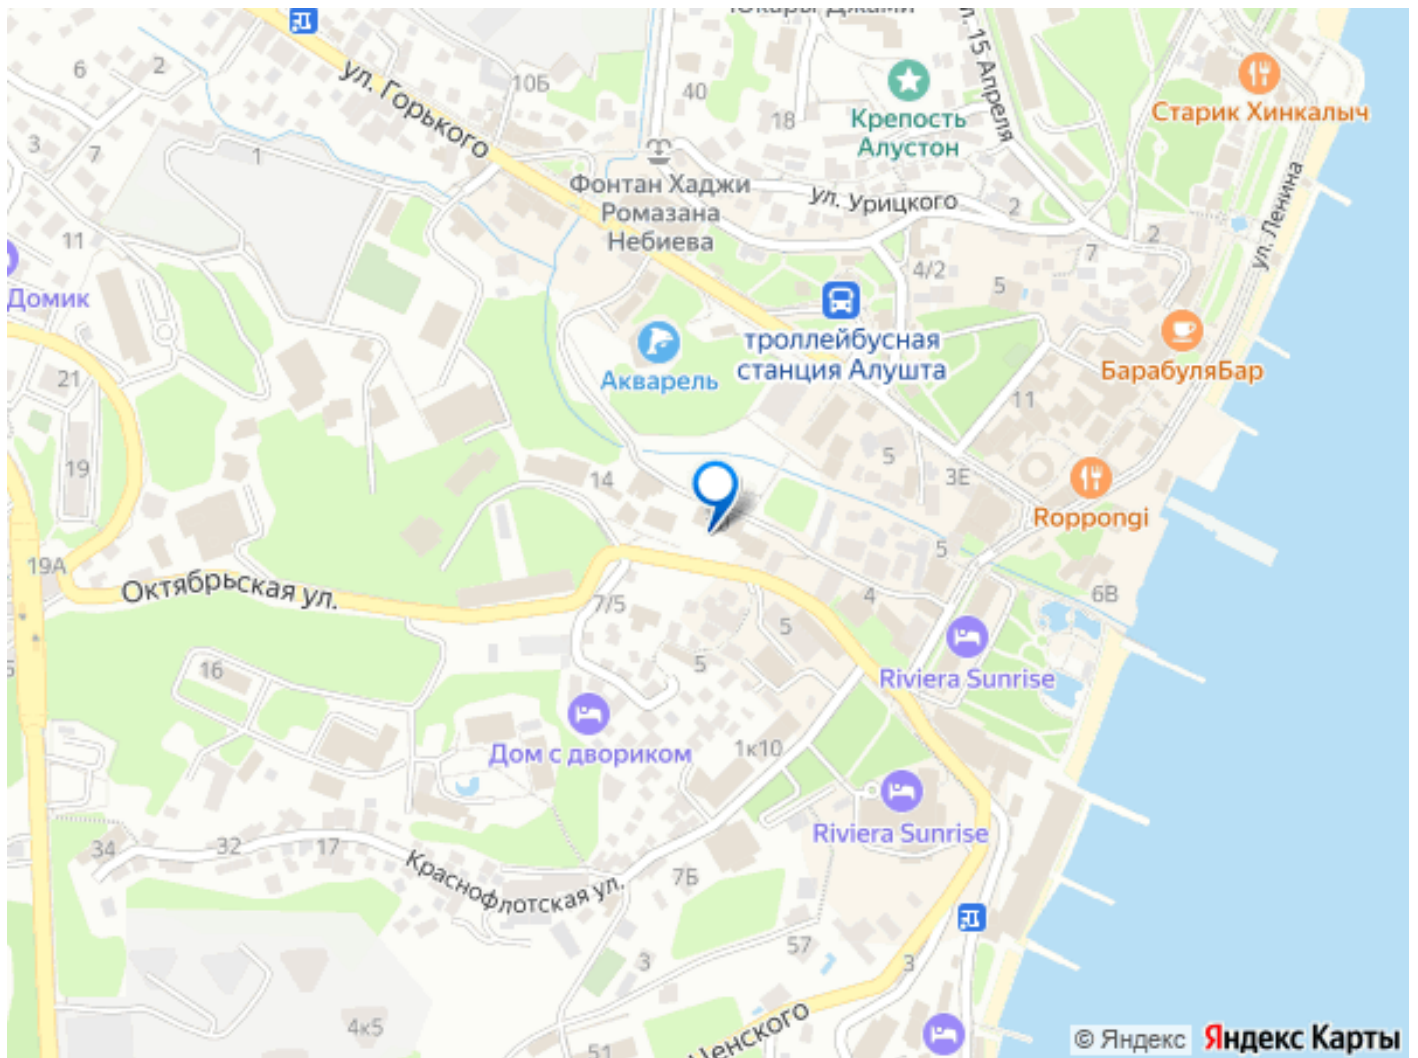 Юкары Джами
ул. 15 Апреля
6
2
ул. Горького
10Б
40
18
Крепость
Алустон
Старик Хинкалыч
3
7
1
Фонтан Хаджи
Ромазана
Небиева
ул. Урицкого
2
2
7
ул. Ленина
11
4/2
5
Домик
троллейбусная
станция Алушта
Акварель
БарабуляБар
21
11
19
14
5
3Е
Roppongi
19А
Октябрьская ул.
7/5
5
4
5
6В
16
5
Riviera Sunrise
Дом с двориком
1к10
Riviera Sunrise
34
32
17
Краснофлотская ул.
7Б
57
3
3
4к5
51
Ценского
© Яндекс Яндекс Карты